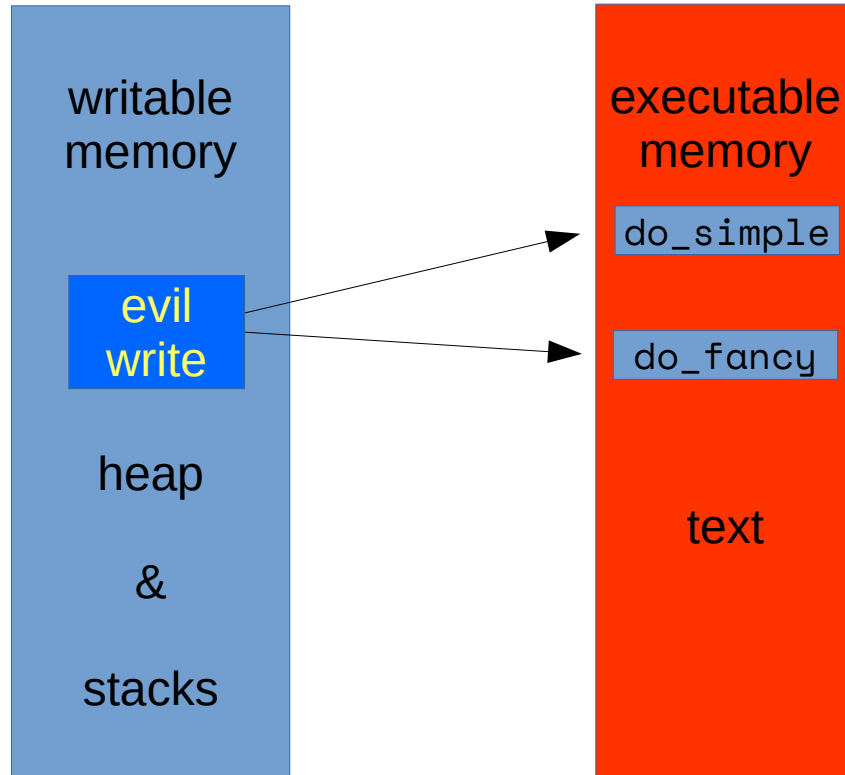 writable
memory
evil
write
heap
&
stacks
executable
memory
do_simple
do_fancy
text